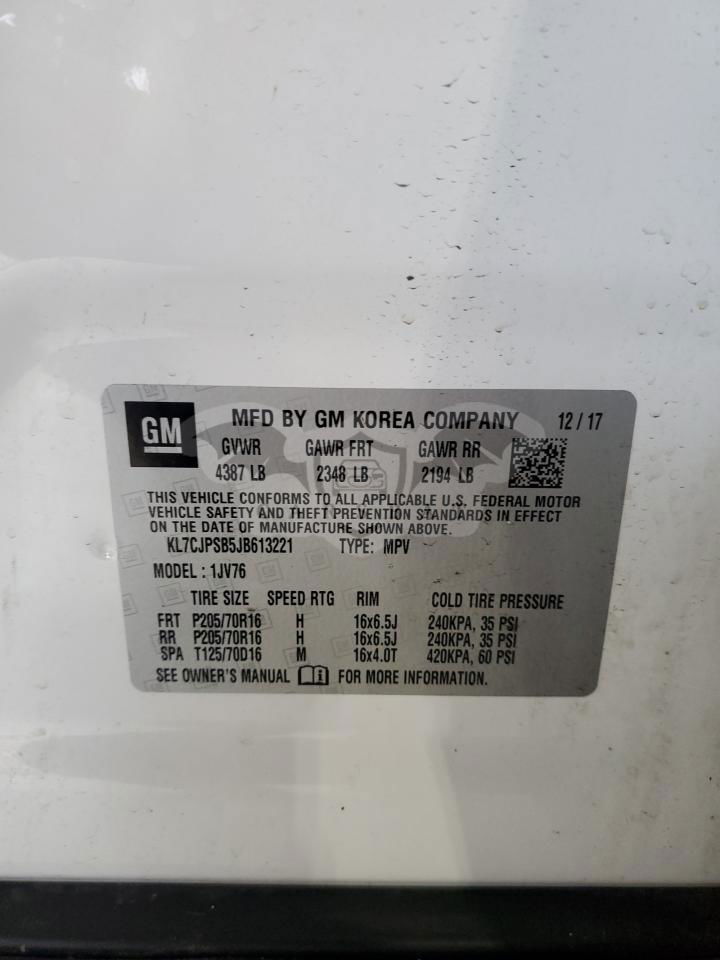 GM MFD BY GM KOREA COMPANY 12 / 17
GVWR GAWR FRT GAWR RR
4387 LB 2348 LB 2194 LB
THIS VEHICLE CONFORMS TO ALL APPLICABLE U.S. FEDERAL MOTOR
VEHICLE SAFETY AND THEFT PREVENTION STANDARDS IN EFFECT
ON THE DATE OF MANUFACTURE SHOWN ABOVE.
KL7CJPSB5JB613221 TYPE: MPV
MODEL : 1JV76
TIRE SIZE SPEED RTG RIM COLD TIRE PRESSURE
FRT P205/70R16 H 16x6.5J 240KPA, 35 PSI
RR P205/70R16 H 16x6.5J 240KPA, 35 PSI
SPA T125/70D16 M 16x4.0T 420KPA, 60 PSI
SEE OWNER'S MANUAL i FOR MORE INFORMATION.